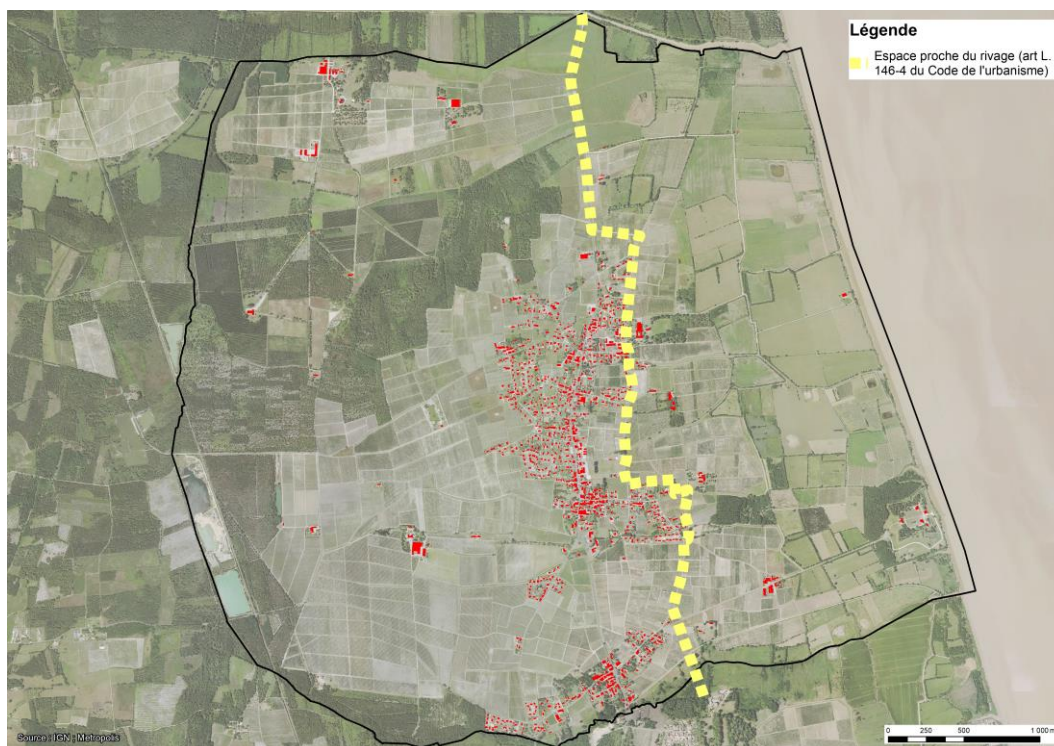 Légende
Espace proche du rivage (art L.
146-4 du Code de l'urbanisme)
Source : IGN ; Metropolis
0 250 500 1 000 m